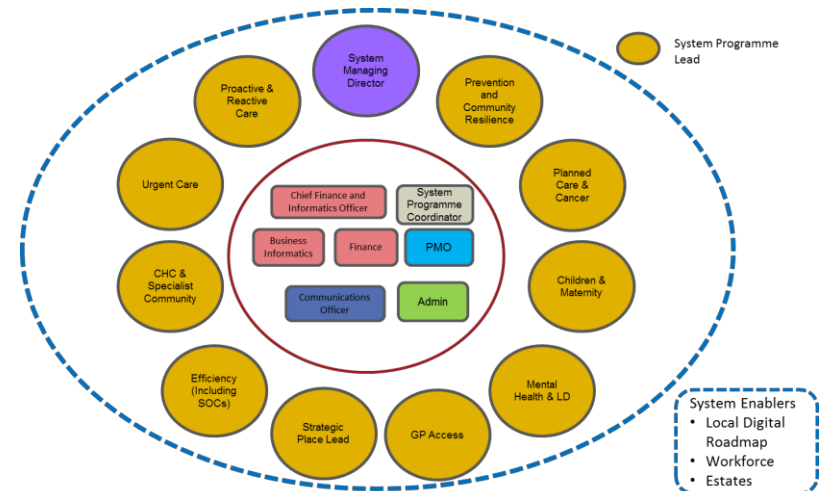 System
Managing
Director
System Programme
Lead
Proactive &
Reactive
Care
Prevention
and
Community
Resilience
Urgent Care
Planned
Care &
Cancer
Chief Finance and
Informatics Officer
System
Programme
Coordinator
Business
Informatics
Finance
PMO
CHC &
Specialist
Community
Children &
Maternity
Communications
Officer
Admin
Efficiency
(Including
SOCs)
Mental
Health & LD
Strategic
Place Lead
GP Access
System Enablers
• Local Digital
Roadmap
• Workforce
• Estates